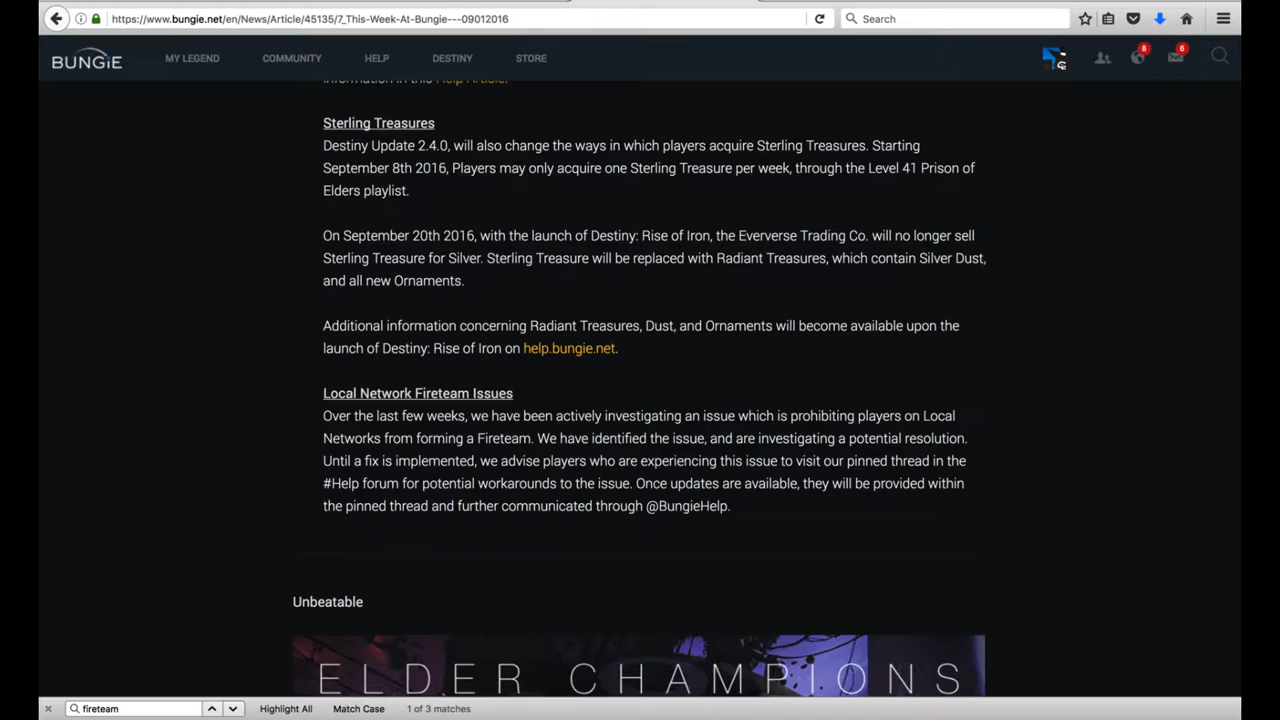 https://www.bungie.net/en/News/Article/45135/7_This-Week-At-Bungie---09012016
Search
BUNGiE
MY LEGEND
COMMUNITY
HELP
DESTINY
STORE
8
6
information in this Help Article.
Sterling Treasures
Destiny Update 2.4.0, will also change the ways in which players acquire Sterling Treasures. Starting
September 8th 2016, Players may only acquire one Sterling Treasure per week, through the Level 41 Prison of
Elders playlist.
On September 20th 2016, with the launch of Destiny: Rise of Iron, the Eververse Trading Co. will no longer sell
Sterling Treasure for Silver. Sterling Treasure will be replaced with Radiant Treasures, which contain Silver Dust,
and all new Ornaments.
Additional information concerning Radiant Treasures, Dust, and Ornaments will become available upon the
launch of Destiny: Rise of Iron on help.bungie.net.
Local Network Fireteam Issues
Over the last few weeks, we have been actively investigating an issue which is prohibiting players on Local
Networks from forming a Fireteam. We have identified the issue, and are investigating a potential resolution.
Until a fix is implemented, we advise players who are experiencing this issue to visit our pinned thread in the
#Help forum for potential workarounds to the issue. Once updates are available, they will be provided within
the pinned thread and further communicated through @BungieHelp.
Unbeatable
ELDER CHAMPIONS
fireteam
Highlight All
Match Case
1 of 3 matches